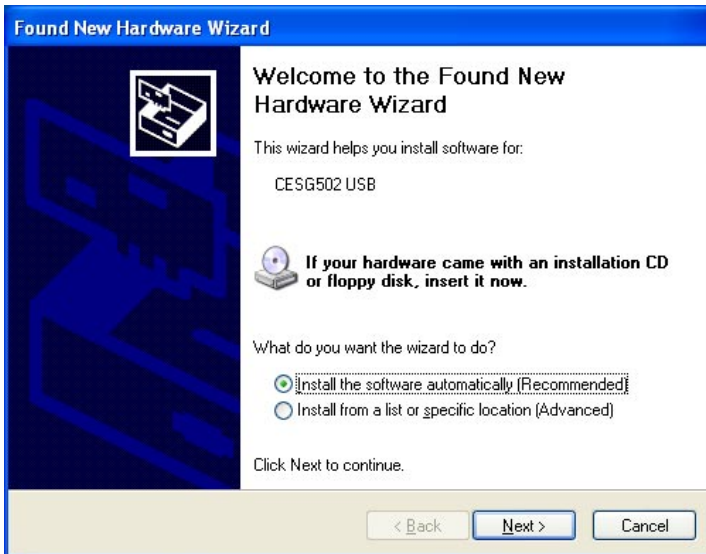 Found New Hardware Wizard
Welcome to the Found New
Hardware Wizard
This wizard helps you install software for:
CESG502 USB
If your hardware came with an installation CD
or floppy disk, insert it now.
What do you want the wizard to do?
Install the software automatically (Recommended)
Install from a list or specific location (Advanced)
Click Next to continue.
< Back Next > Cancel